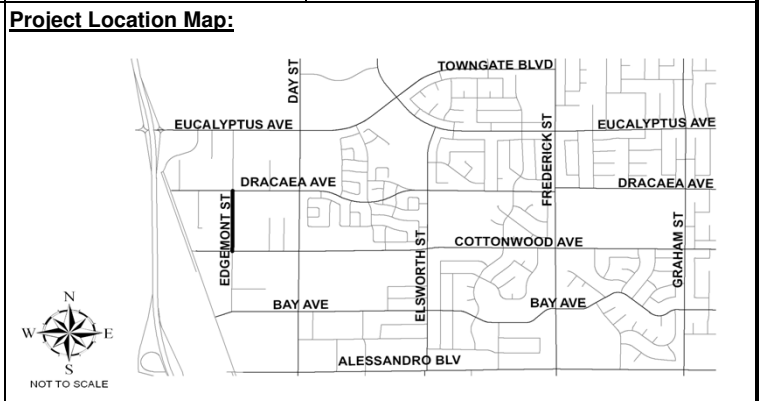 Project Location Map:
TOWNGATE BLVD
DAY ST
EUCALYPTUS AVE
EUCALYPTUS AVE
FREDERICK ST
DRACAEA AVE
DRACAEA AVE
EDGEMONT ST
ELSWORTH ST
COTTONWOOD AVE
GRAHAM ST
BAY AVE
BAY AVE
ALESSANDRO BLV
N
W E
S
NOT TO SCALE